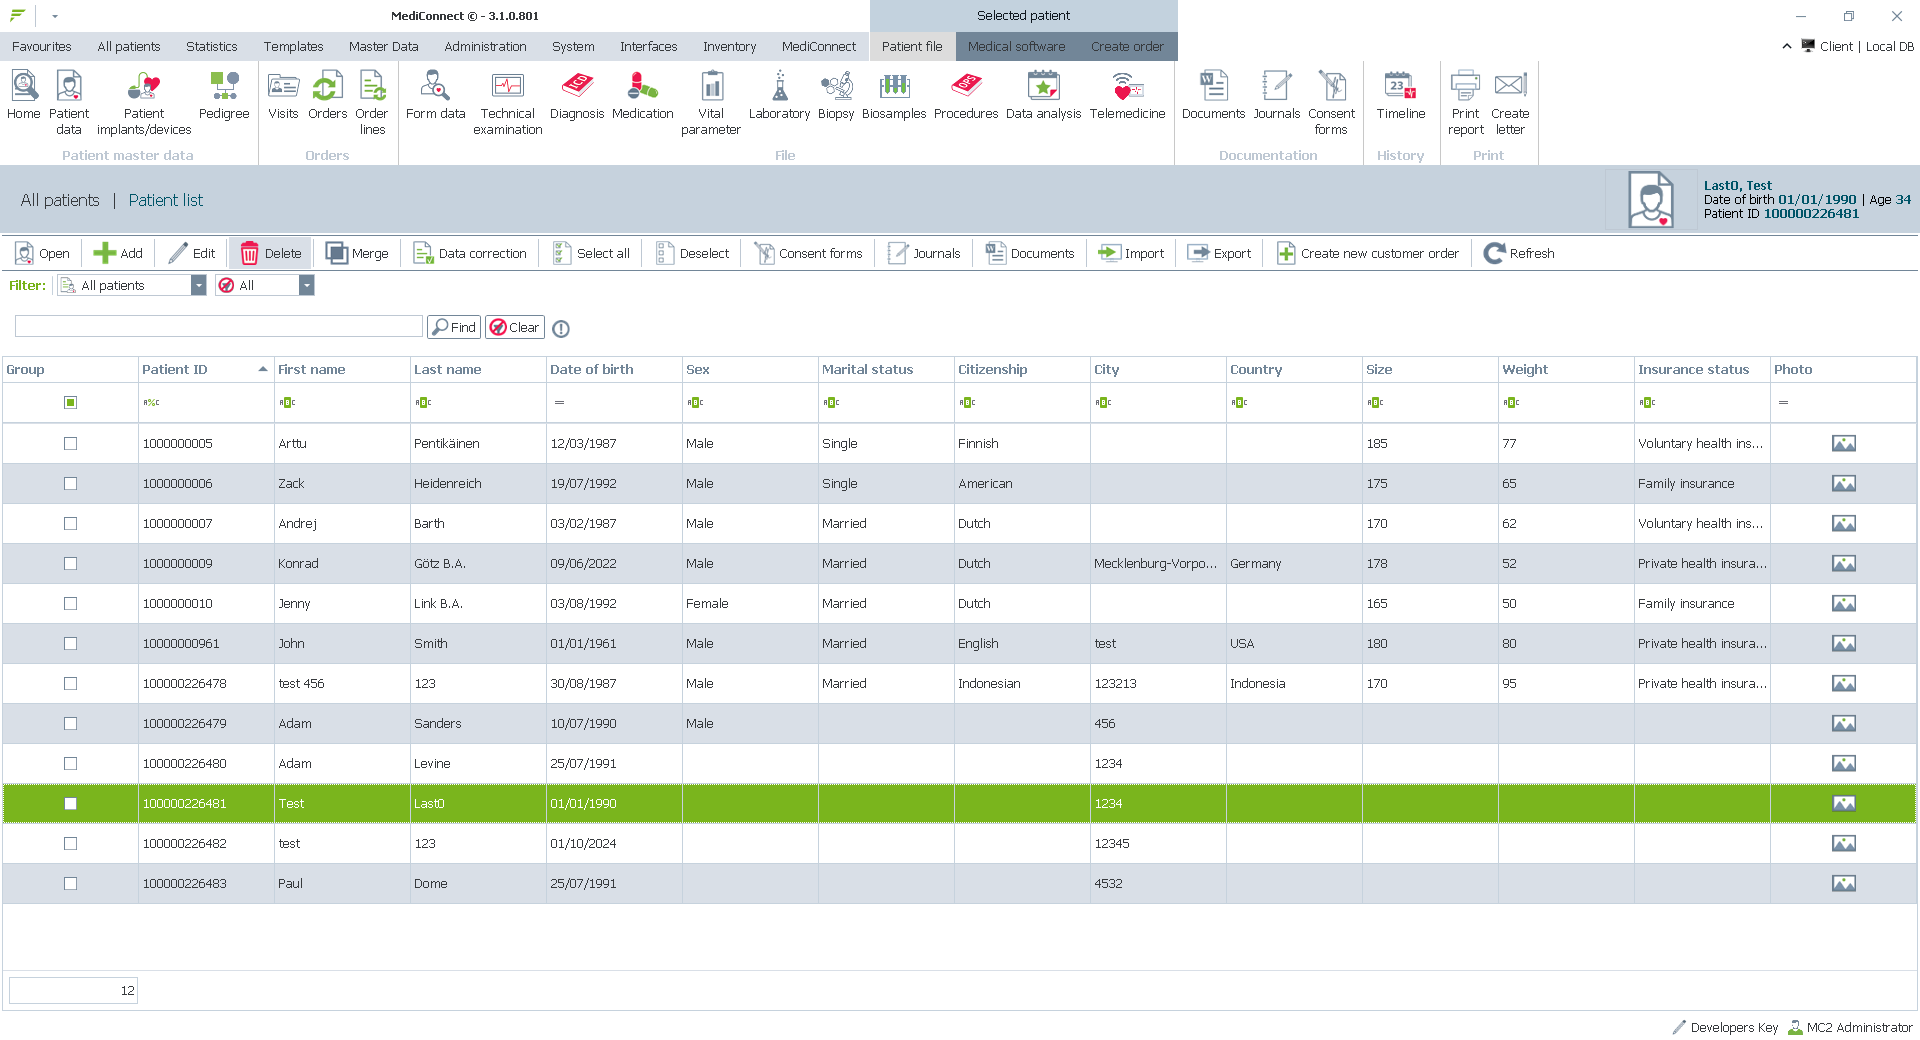 MediConnect © - 3.1.0.801
Selected patient
Favourites All patients Statistics Templates Master Data Administration System Interfaces Inventory MediConnect Patient file Medical software Create order
Client | Local DB
Home Patient data Patient implants/devices Pedigree Visits Orders Order lines Form data Technical examination Diagnosis Medication Vital parameter Laboratory Biopsy Biosamples Procedures Data analysis Telemedicine Documents Journals Consent forms Timeline Print report Create letter
Patient master data Orders File Documentation History Print
All patients | Patient list
Last0, Test
Date of birth 01/01/1990 | Age 34
Patient ID 100000226481
Open Add Edit Delete Merge Data correction Select all Deselect Consent forms Journals Documents Import Export Create new customer order Refresh
Filter: All patients All
Find Clear
Group Patient ID First name Last name Date of birth Sex Marital status Citizenship City Country Size Weight Insurance status Photo
1000000005 Arttu Pentikäinen 12/03/1987 Male Single Finnish 185 77 Voluntary health ins...
1000000006 Zack Heidenreich 19/07/1992 Male Single American 175 65 Family insurance
1000000007 Andrej Barth 03/02/1987 Male Married Dutch 170 62 Voluntary health ins...
1000000009 Konrad Götz B.A. 09/06/2022 Male Married Dutch Mecklenburg-Vorpo... Germany 178 52 Private health insura...
1000000010 Jenny Link B.A. 03/08/1992 Female Married Dutch 165 50 Family insurance
10000000961 John Smith 01/01/1961 Male Married English test USA 180 80 Private health insura...
100000226478 test 456 123 30/08/1987 Male Married Indonesian 123213 Indonesia 170 95 Private health insura...
100000226479 Adam Sanders 10/07/1990 Male 456
100000226480 Adam Levine 25/07/1991 1234
100000226481 Test Last0 01/01/1990 1234
100000226482 test 123 01/10/2024 12345
100000226483 Paul Dome 25/07/1991 4532
12
Developers Key MC2 Administrator